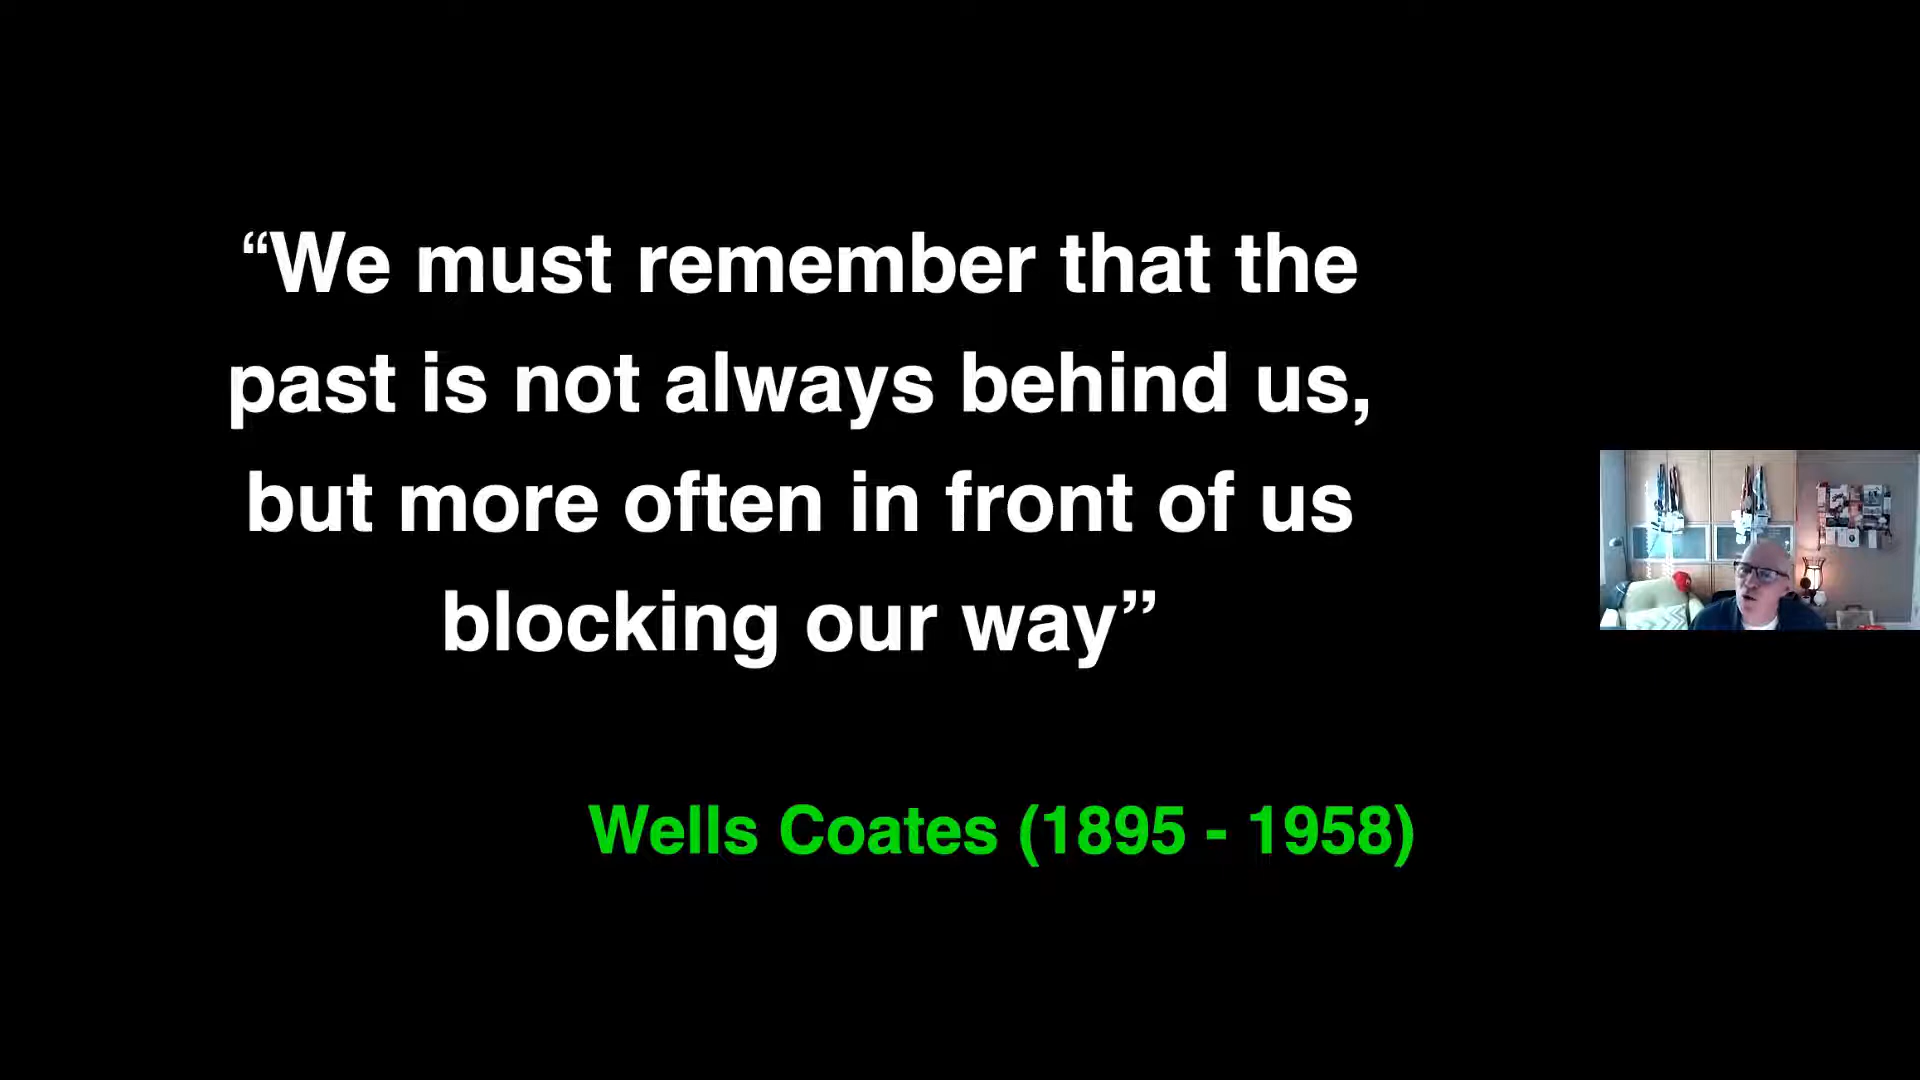 “We must remember that the
past is not always behind us,
but more often in front of us
blocking our way”
Wells Coates (1895 - 1958)